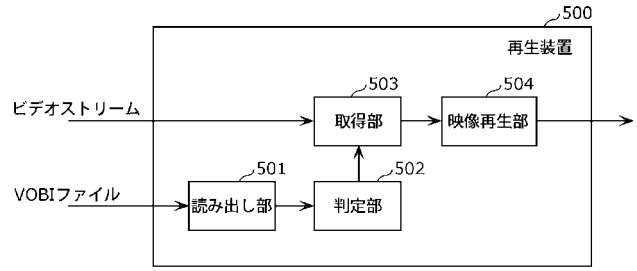 500
再生装置
503
504
ビデオストリーム
取得部
映像再生部
501
502
VOBIファイル
読み出し部
判定部